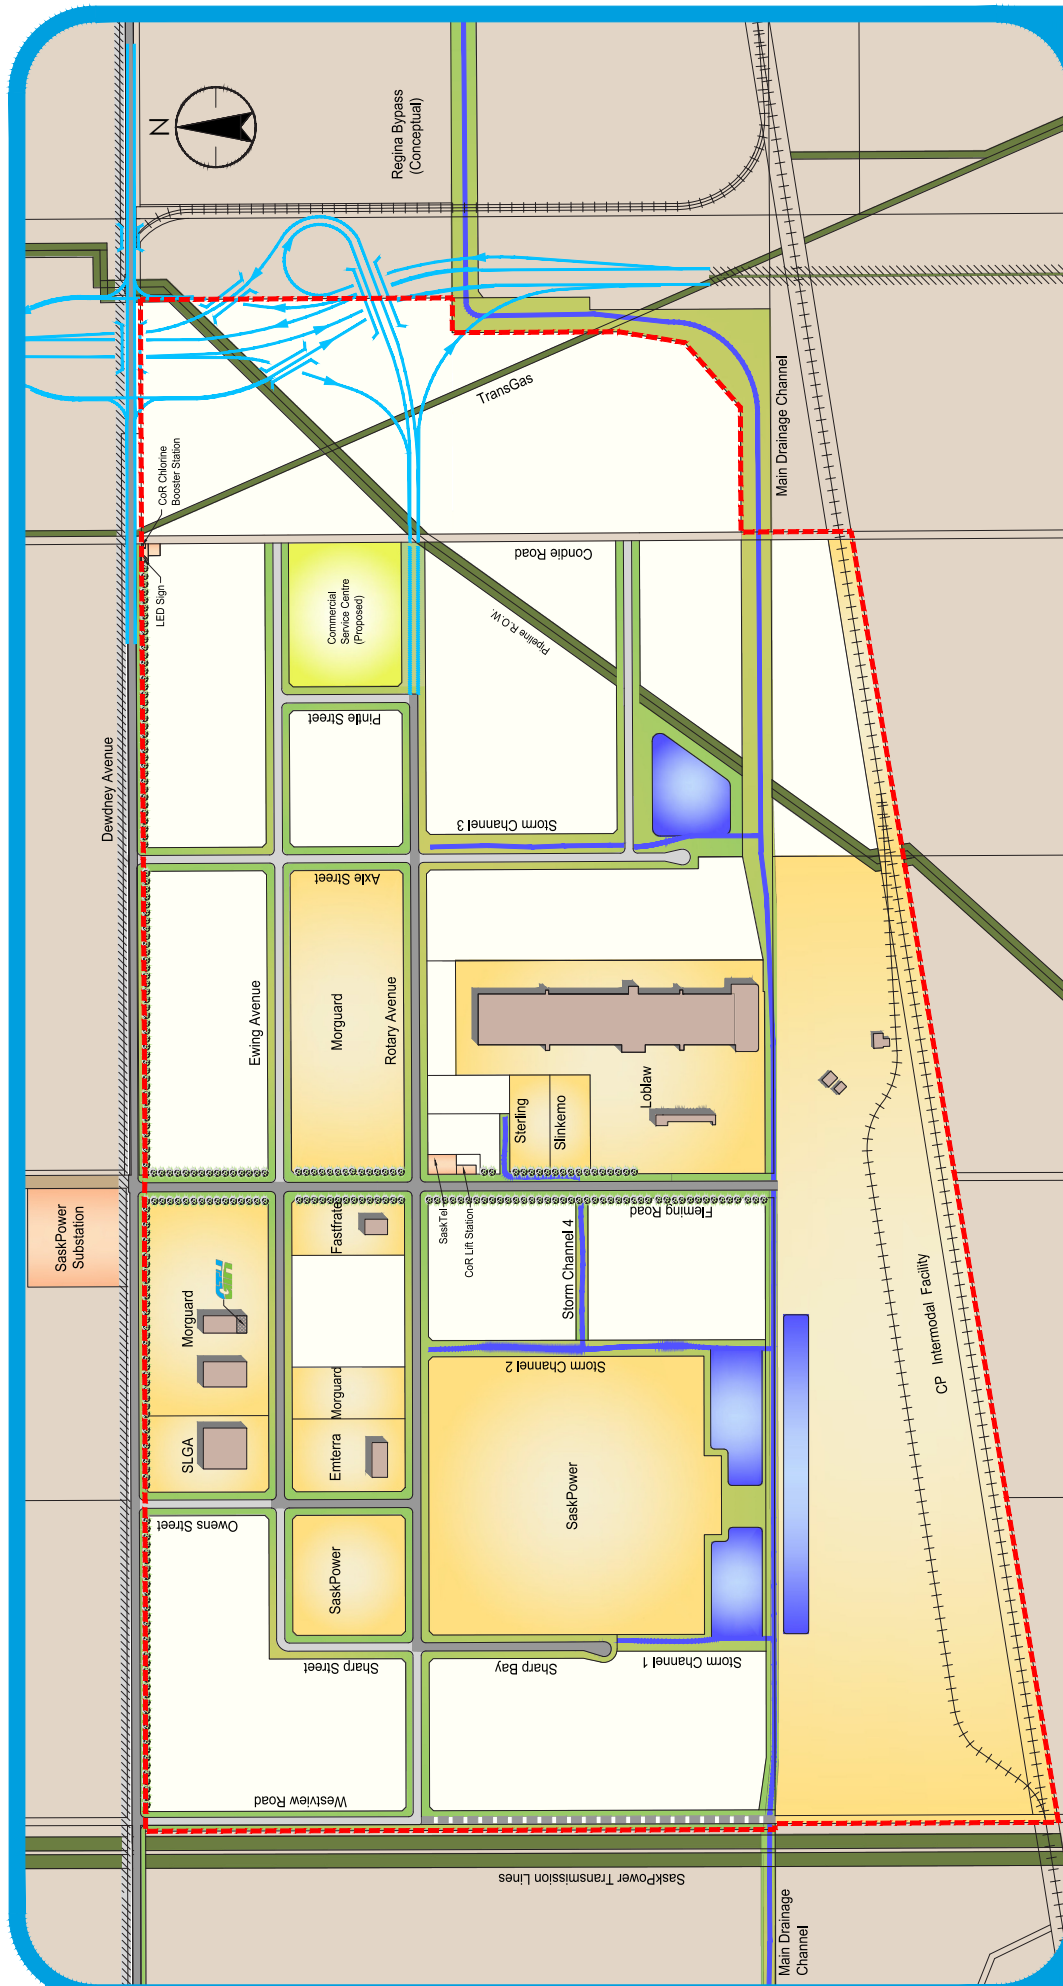 N
Regina Bypass
(Conceptual)
TransGas
Main Drainage Channel
CoR Chlorine
Booster Station
LED Sign
Condie Road
Commercial
Service Centre
(Proposed)
Pipeline R.O.W.
Dewdney Avenue
Pintle Street
Storm Channel 3
Axle Street
Ewing Avenue
Morguard
Rotary Avenue
Loblaw
Sterling
Slinkemo
SaskTel
CoR Lift Station
SaskPower
Substation
Fastfrate
Fleming Road
Storm Channel 4
CP Intermodal Facility
Morguard
GTH
Storm Channel 2
Morguard
SLGA
Emterra
SaskPower
Owens Street
SaskPower
Sharp Street
Sharp Bay
Storm Channel 1
Westview Road
SaskPower Transmission Lines
Main Drainage
Channel